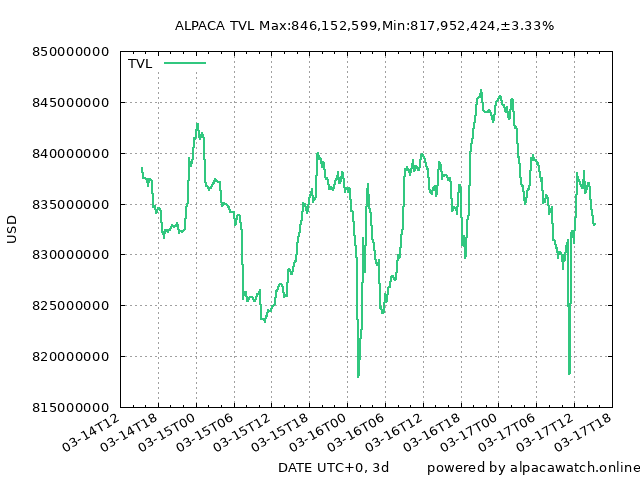 ALPACA TVL Max:846,152,599,Min:817,952,424,±3.33%
TVL
850000000
845000000
840000000
835000000
830000000
825000000
820000000
815000000
USD
03-14T12
03-14T18
03-15T00
03-15T06
03-15T12
03-15T18
03-16T00
03-16T06
03-16T12
03-16T18
03-17T00
03-17T06
03-17T12
03-17T18
DATE UTC+0, 3d
powered by alpacawatch.online